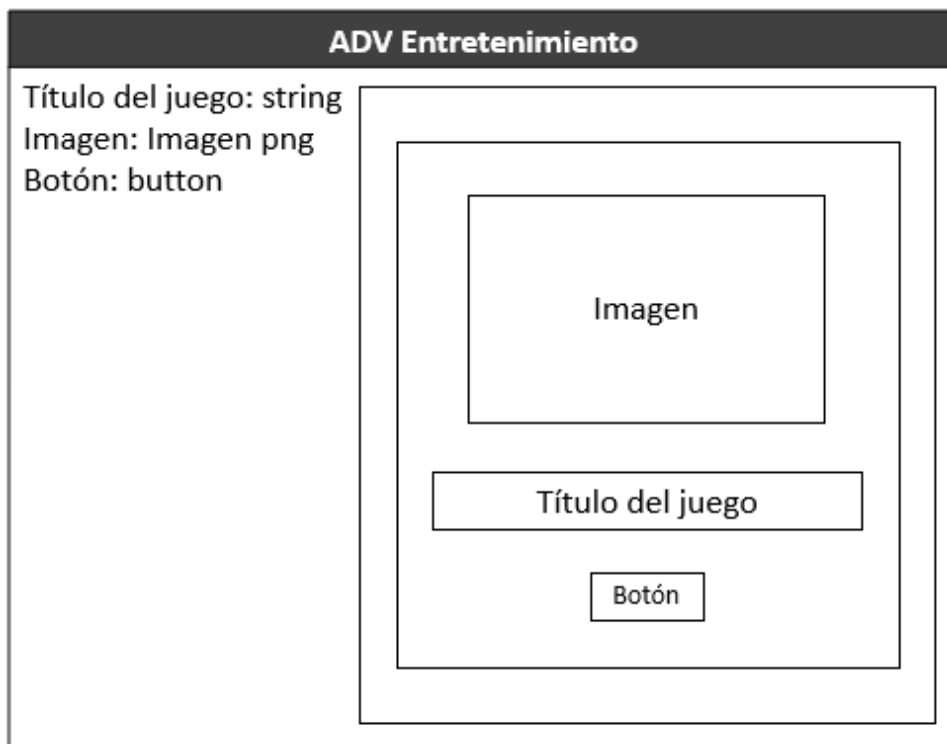 ADV Entretenimiento
Título del juego: string
Imagen: Imagen png
Botón: button
Imagen
Título del juego
Botón